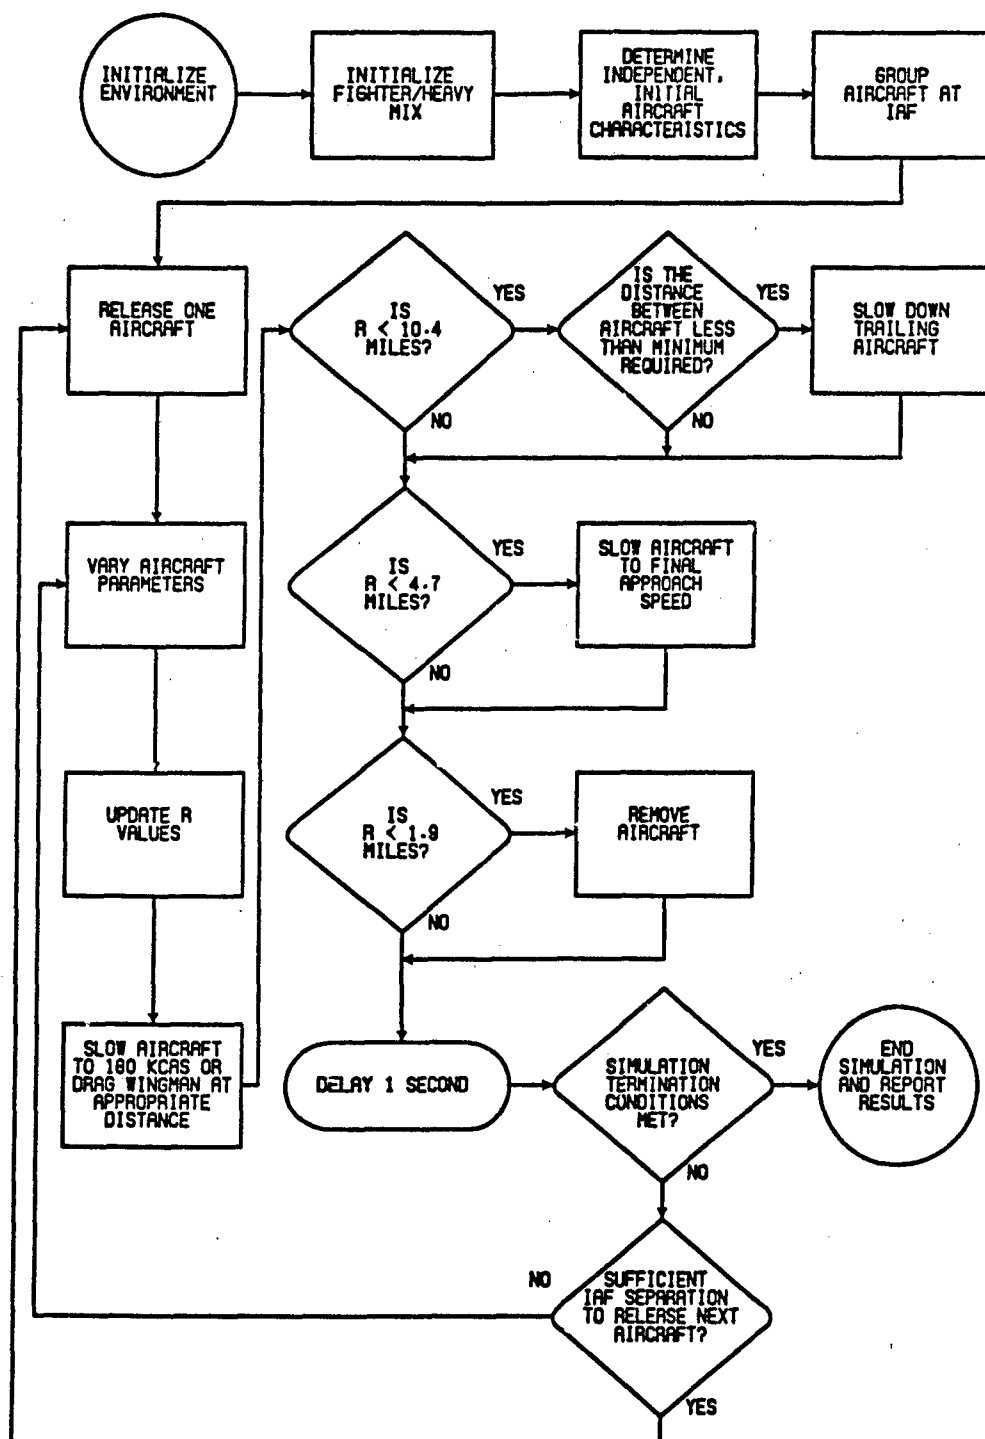 INITIALIZE
ENVIRONMENT
INITIALIZE
FIGHTER/HEAVY
MIX
DETERMINE
INDEPENDENT,
INITIAL
AIRCRAFT
CHARACTERISTICS
GROUP
AIRCRAFT AT
IAF
RELEASE ONE
AIRCRAFT
IS
R < 10.4
MILES?
YES
NO
IS THE
DISTANCE
BETWEEN
AIRCRAFT LESS
THAN MINIMUM
REQUIRED?
YES
NO
SLOW DOWN
TRAILING
AIRCRAFT
VARY AIRCRAFT
PARAMETERS
IS
R < 4.7
MILES?
YES
NO
SLOW AIRCRAFT
TO FINAL
APPROACH
SPEED
UPDATE R
VALUES
IS
R < 1.9
MILES?
YES
NO
REMOVE
AIRCRAFT
SLOW AIRCRAFT
TO 180 KCAS OR
DRAG WINGMAN AT
APPROPRIATE
DISTANCE
DELAY 1 SECOND
SIMULATION
TERMINATION
CONDITIONS
MET?
YES
NO
END
SIMULATION
AND REPORT
RESULTS
SUFFICIENT
IAF SEPARATION
TO RELEASE NEXT
AIRCRAFT?
NO
YES